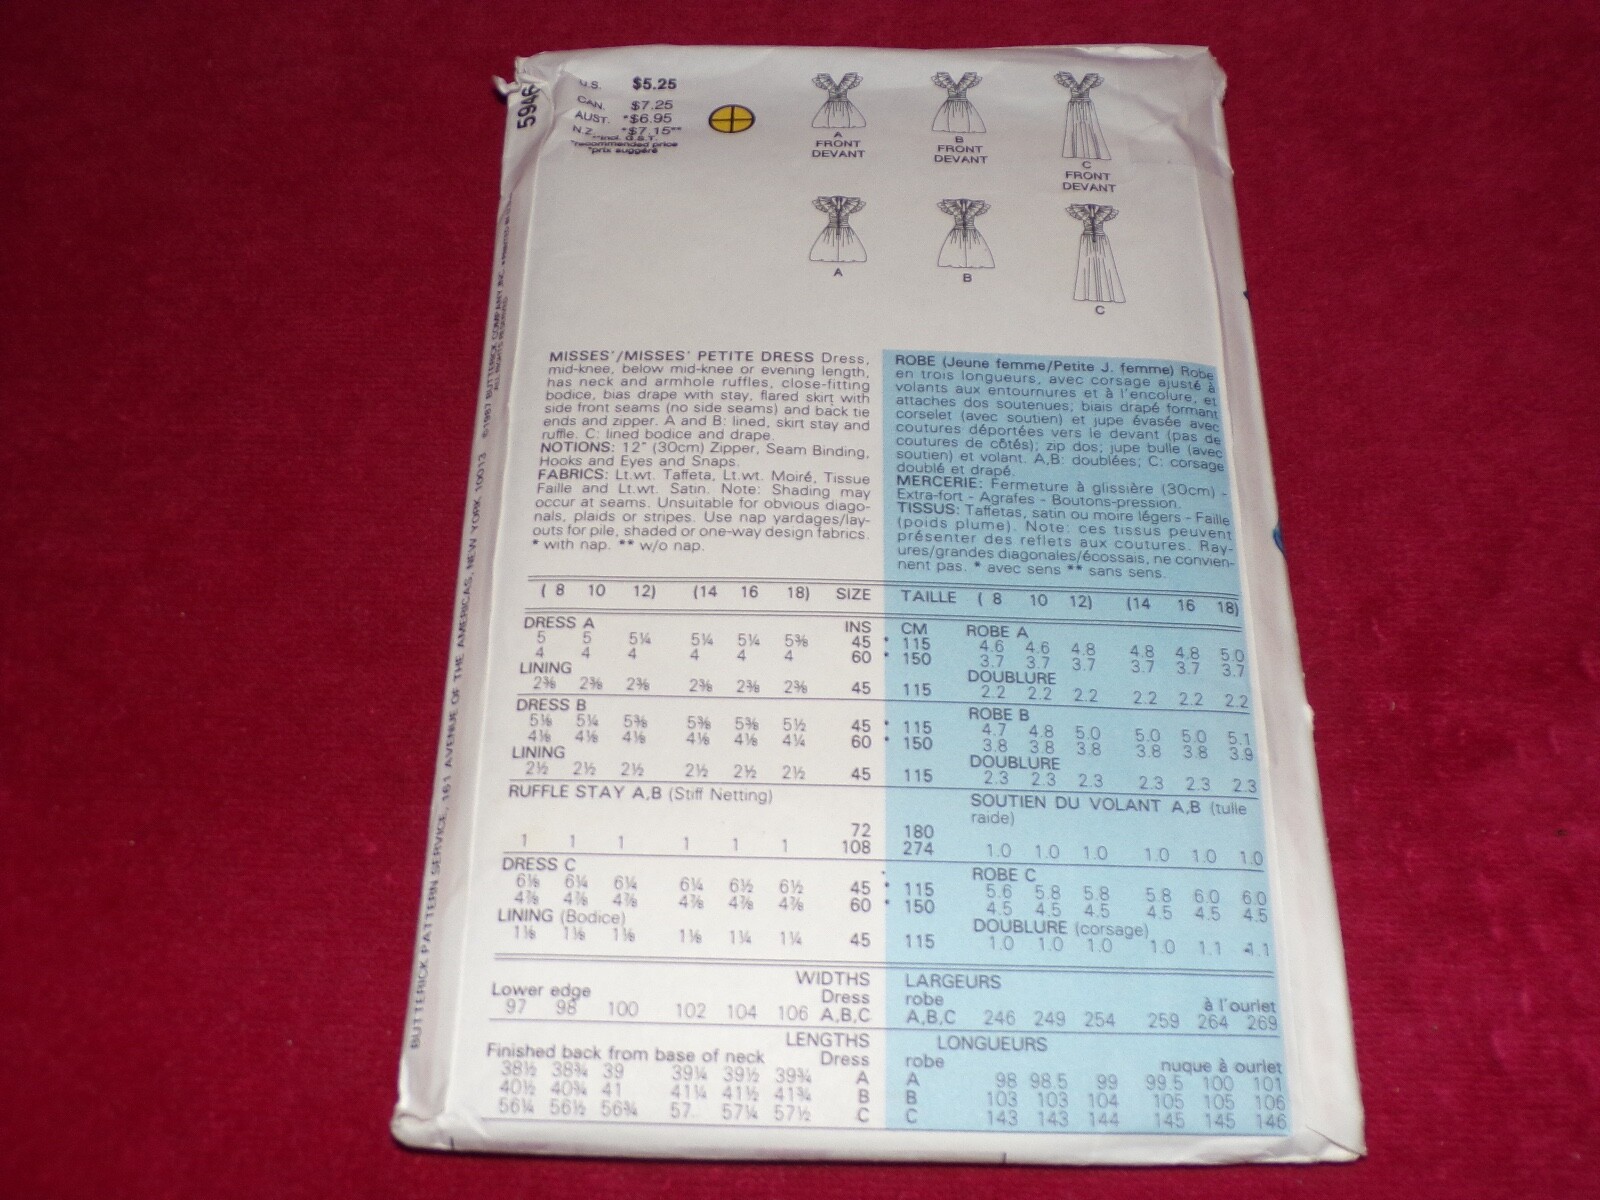 5946
U.S. $5.25
CAN. $7.25
AUST. *$6.95
N.Z. *$7.15**
**incl. G.S.T.
*recommended price
*prix suggéré
A
FRONT
DEVANT
B
FRONT
DEVANT
C
FRONT
DEVANT
A
B
C
BUTTERICK PATTERN SERVICE, 161 AVENUE OF THE AMERICAS, NEW YORK 10013 ©1987 BUTTERICK COMPANY, INC.
ALL RIGHTS RESERVED
MISSES'/MISSES' PETITE DRESS Dress,
mid-knee, below mid-knee or evening length,
has neck and armhole ruffles, close-fitting
bodice, bias drape with stay, flared skirt with
side front seams (no side seams) and back tie
ends and zipper. A and B: lined, skirt stay and
ruffle. C: lined bodice and drape.
NOTIONS: 12" (30cm) Zipper, Seam Binding,
Hooks and Eyes and Snaps.
FABRICS: Lt.wt. Taffeta, Lt.wt. Moiré, Tissue
Faille and Lt.wt. Satin. Note: Shading may
occur at seams. Unsuitable for obvious diago-
nals, plaids or stripes. Use nap yardages/lay-
outs for pile, shaded or one-way design fabrics.
* with nap. ** w/o nap.
ROBE (Jeune femme/Petite J. femme) Robe
en trois longueurs, avec corsage ajusté à
volants aux entournures et à l'encolure, et
attaches dos soutenues; biais drapé formant
corselet (avec soutien) et jupe évasée avec
coutures déportées vers le devant (pas de
coutures de côtés); zip dos; jupe bulle (avec
soutien) et volant. A,B: doublées; C: corsage
doublé et drapé.
MERCERIE: Fermeture à glissière (30cm) -
Extra-fort - Agrafes - Boutons-pression.
TISSUS: Taffetas, satin ou moire légers - Faille
(poids plume). Note: ces tissus peuvent
présenter des reflets aux coutures. Ray-
ures/grandes diagonales/écossais, ne convien-
nent pas. * avec sens ** sans sens.
( 8 10 12) (14 16 18) SIZE TAILLE ( 8 10 12) (14 16 18)
DRESS A INS CM ROBE A
5 5 5¼ 5¼ 5¼ 5⅜ 45 * 115 4.6 4.6 4.8 4.8 4.8 5.0
4 4 4 4 4 4 60 * 150 3.7 3.7 3.7 3.7 3.7 3.7
LINING DOUBLURE
2⅜ 2⅜ 2⅜ 2⅜ 2⅜ 2⅜ 45 115 2.2 2.2 2.2 2.2 2.2 2.2
DRESS B ROBE B
5⅛ 5¼ 5⅜ 5⅜ 5⅜ 5½ 45 * 115 4.7 4.8 5.0 5.0 5.0 5.1
4⅛ 4⅛ 4⅛ 4⅛ 4⅛ 4¼ 60 * 150 3.8 3.8 3.8 3.8 3.8 3.9
LINING DOUBLURE
2½ 2½ 2½ 2½ 2½ 2½ 45 115 2.3 2.3 2.3 2.3 2.3 2.3
RUFFLE STAY A,B (Stiff Netting) SOUTIEN DU VOLANT A,B (tulle
raide)
72 180
1 1 1 1 1 1 108 274 1.0 1.0 1.0 1.0 1.0 1.0
DRESS C ROBE C
6⅛ 6¼ 6¼ 6¼ 6½ 6½ 45 * 115 5.6 5.8 5.8 5.8 6.0 6.0
4⅞ 4⅞ 4⅞ 4⅞ 4⅞ 4⅞ 60 * 150 4.5 4.5 4.5 4.5 4.5 4.5
LINING (Bodice) DOUBLURE (corsage)
1⅛ 1⅛ 1⅛ 1⅛ 1¼ 1¼ 45 115 1.0 1.0 1.0 1.0 1.1 1.1
WIDTHS LARGEURS
Lower edge Dress robe à l'ourlet
97 98 100 102 104 106 A,B,C A,B,C 246 249 254 259 264 269
LENGTHS LONGUEURS
Finished back from base of neck Dress robe nuque à ourlet
38½ 38¾ 39 39¼ 39½ 39¾ A A 98 98.5 99 99.5 100 101
40½ 40¾ 41 41¼ 41½ 41¾ B B 103 103 104 105 105 106
56¼ 56½ 56¾ 57 57¼ 57½ C C 143 143 144 145 145 146